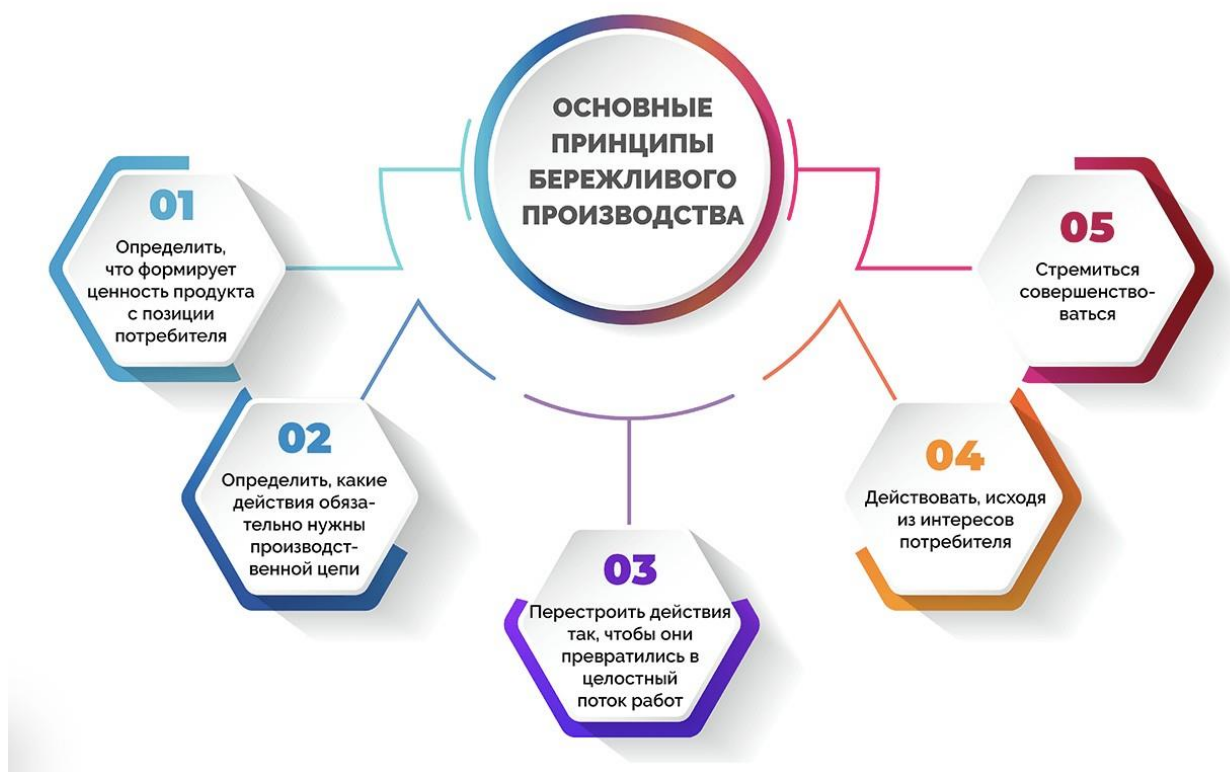 ОСНОВНЫЕ
ПРИНЦИПЫ
БЕРЕЖЛИВОГО
ПРОИЗВОДСТВА
01
Определить,
что формирует
ценность продукта
с позиции
потребителя
02
Определить, какие
действия обяза-
тельно нужны
производст-
венной цепи
03
Перестроить действия
так, чтобы они
превратились в
целостный
поток работ
04
Действовать, исходя
из интересов
потребителя
05
Стремиться
совершенство-
ваться